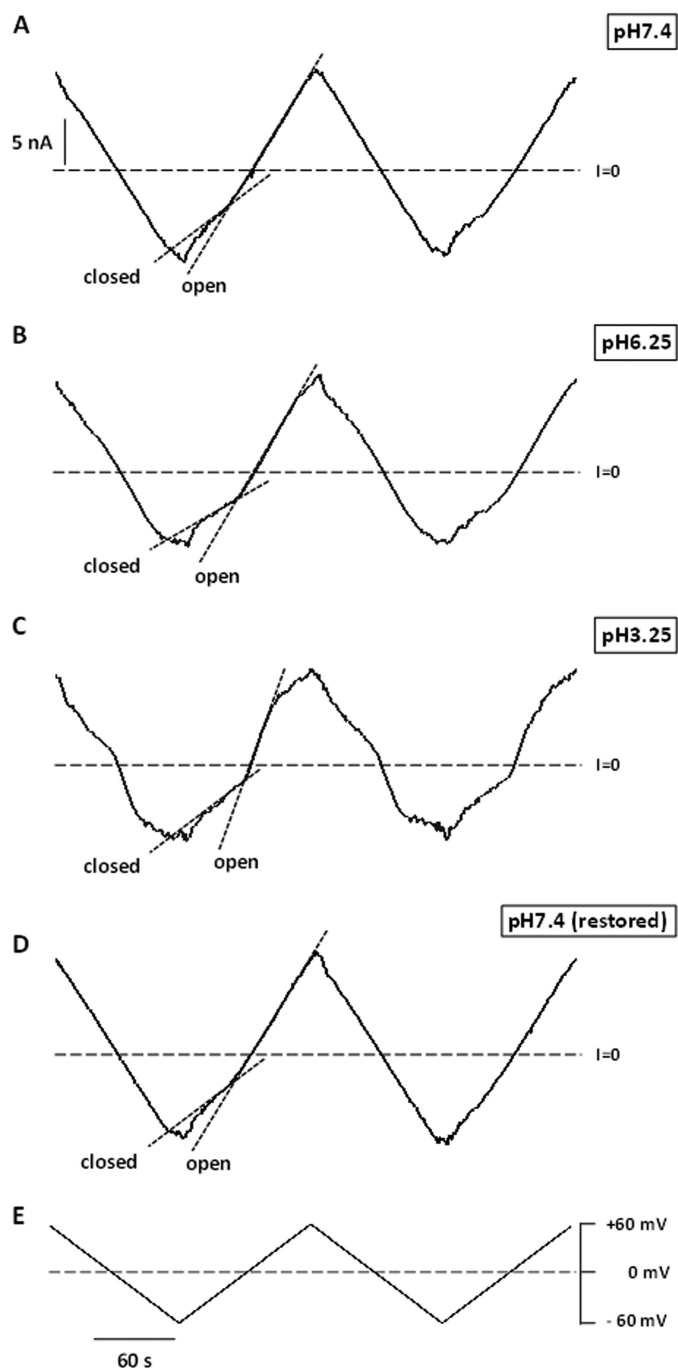 A
pH7.4
5 nA
I=0
closed
open
B
pH6.25
I=0
closed
open
C
pH3.25
I=0
closed
open
pH7.4 (restored)
D
I=0
closed
open
E
+60 mV
0 mV
- 60 mV
60 s